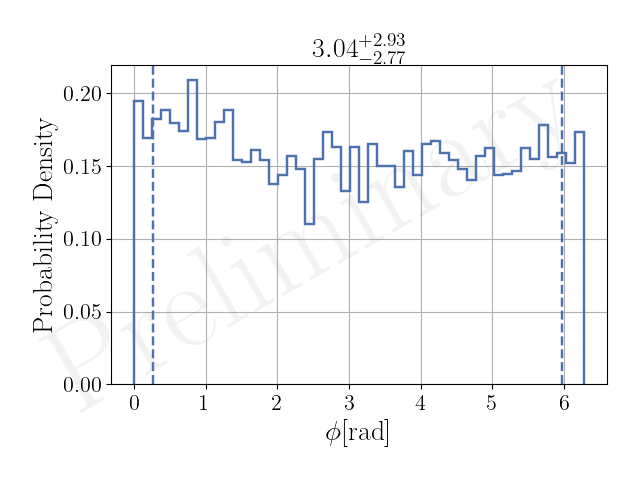 3.04^{+2.93}_{-2.77}
Probability Density
0.20
0.15
0.10
0.05
0.00
0 1 2 3 4 5 6
ϕ[rad]
Preliminary